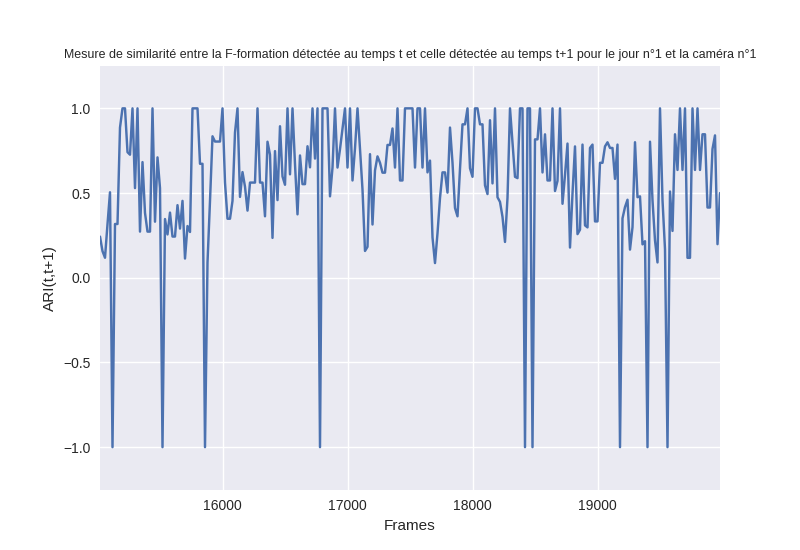 Mesure de similarité entre la F-formation détectée au temps t et celle détectée au temps t+1 pour le jour n°1 et la caméra n°1
1.0
0.5
0.0
−0.5
−1.0
ARI(t,t+1)
16000 17000 18000 19000
Frames